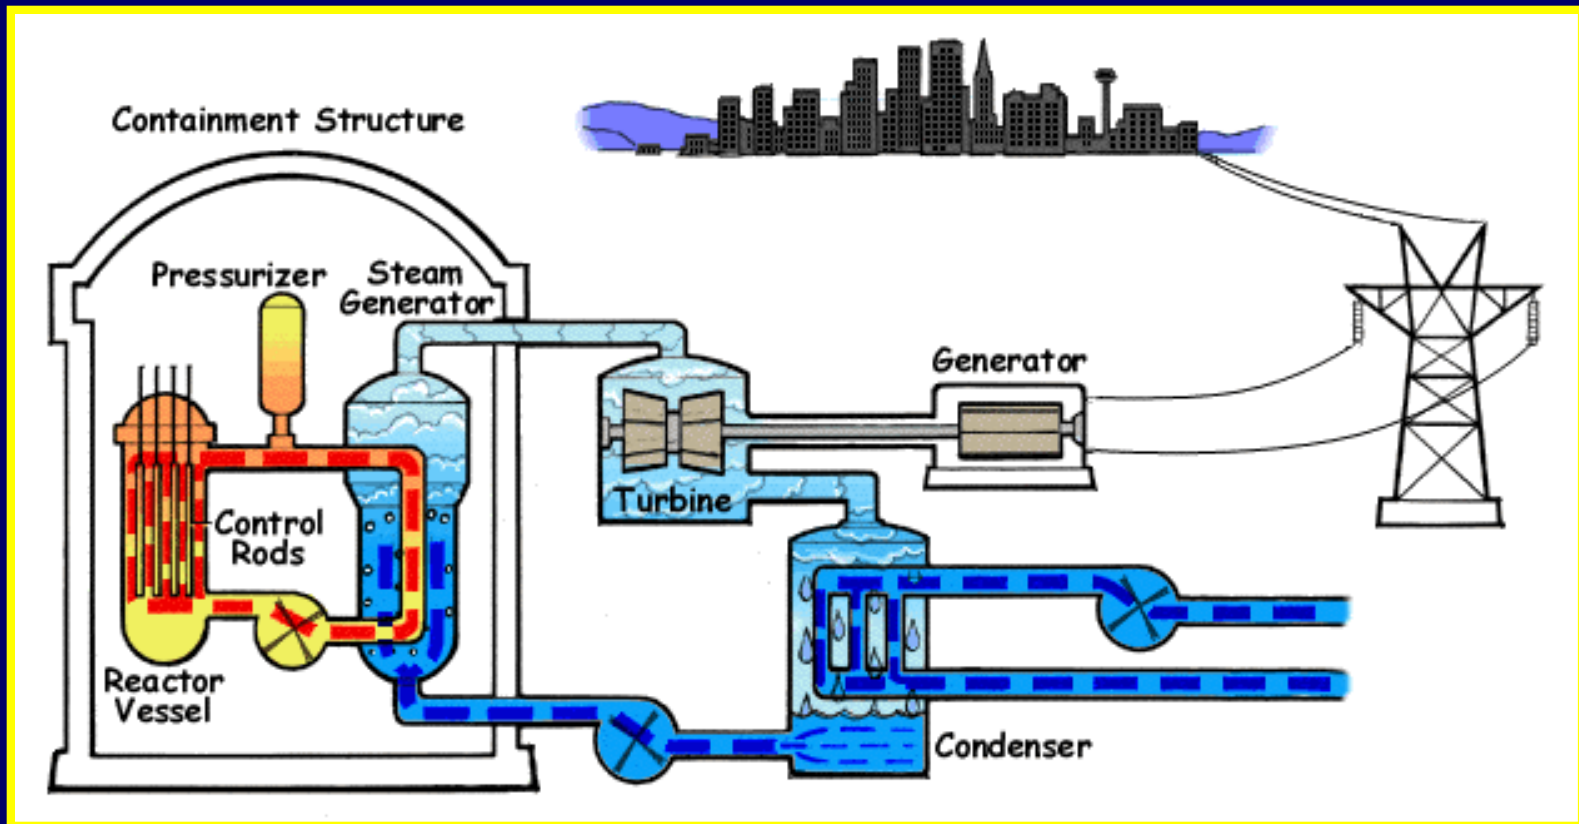 Containment Structure
Pressurizer
Steam
Generator
Generator
Control
Rods
Turbine
Reactor
Vessel
Condenser